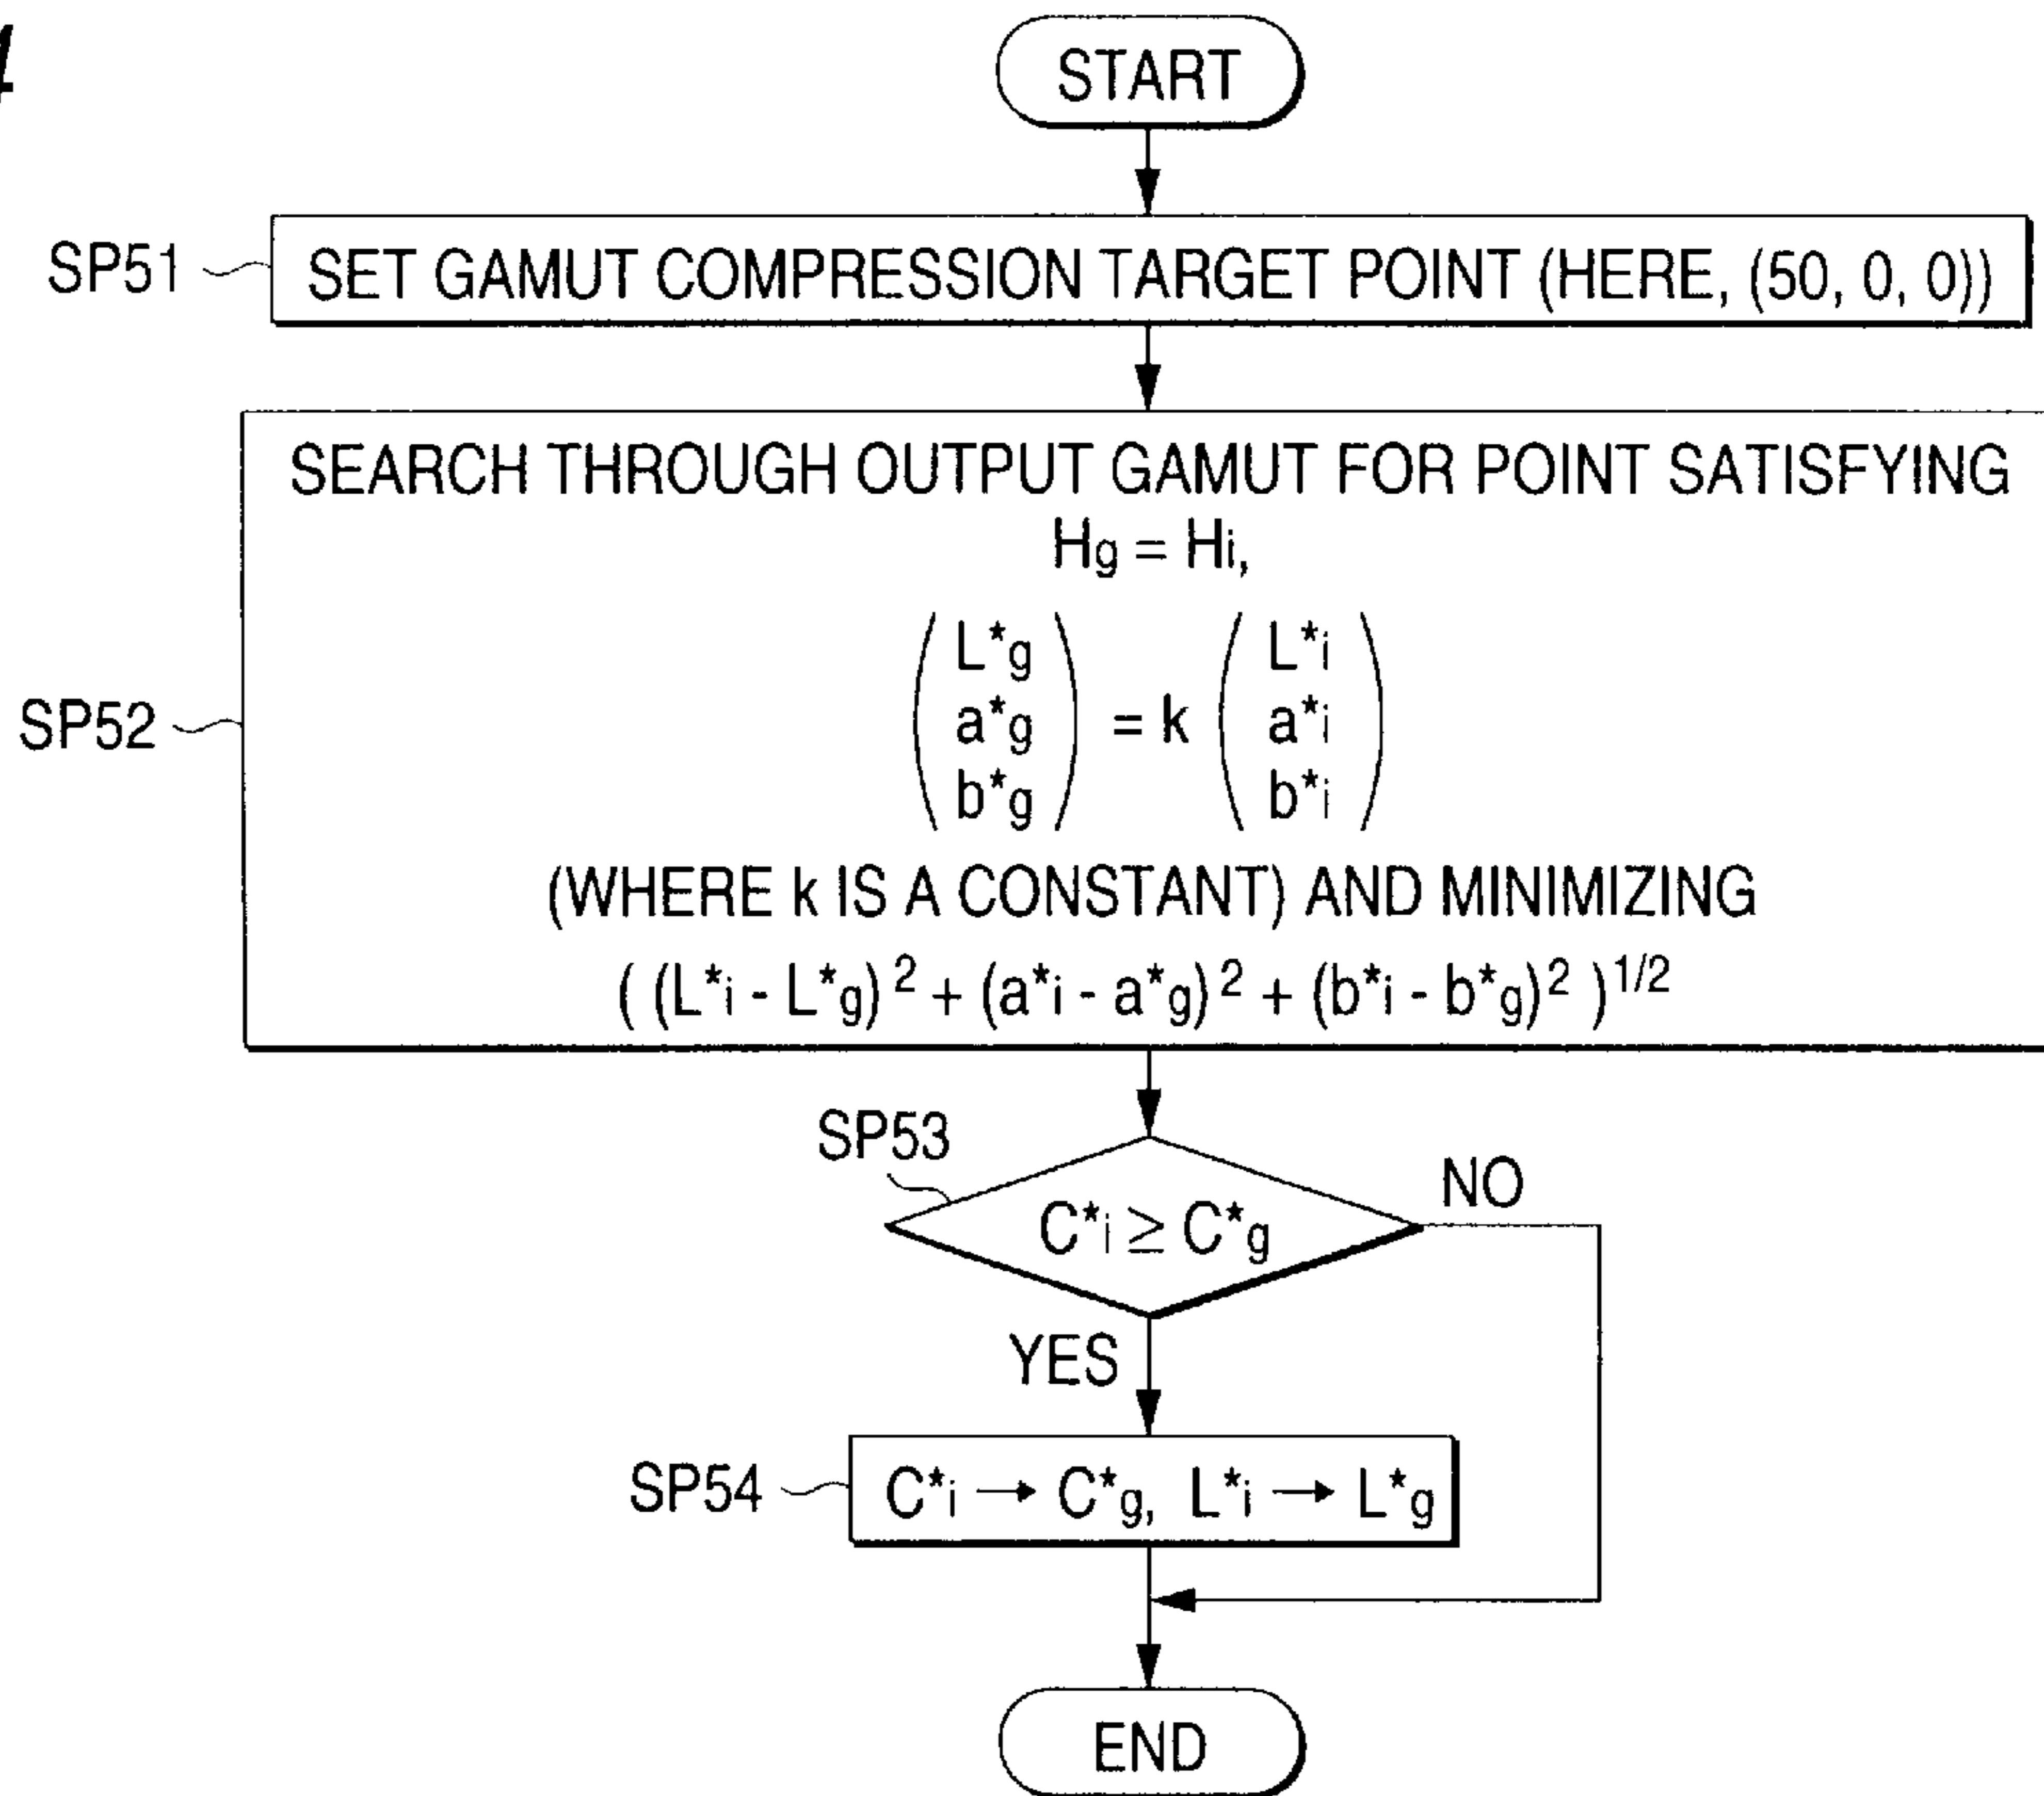 4
START
SP51
SET GAMUT COMPRESSION TARGET POINT (HERE, (50, 0, 0))
SP52
SEARCH THROUGH OUTPUT GAMUT FOR POINT SATISFYING
Hg = Hi,
( L*g ) ( L*i )
( a*g ) = k ( a*i )
( b*g ) ( b*i )
(WHERE k IS A CONSTANT) AND MINIMIZING
( (L*i - L*g)² + (a*i - a*g)² + (b*i - b*g)² )^1/2
SP53
C*i ≥ C*g
NO
YES
SP54
C*i → C*g, L*i → L*g
END